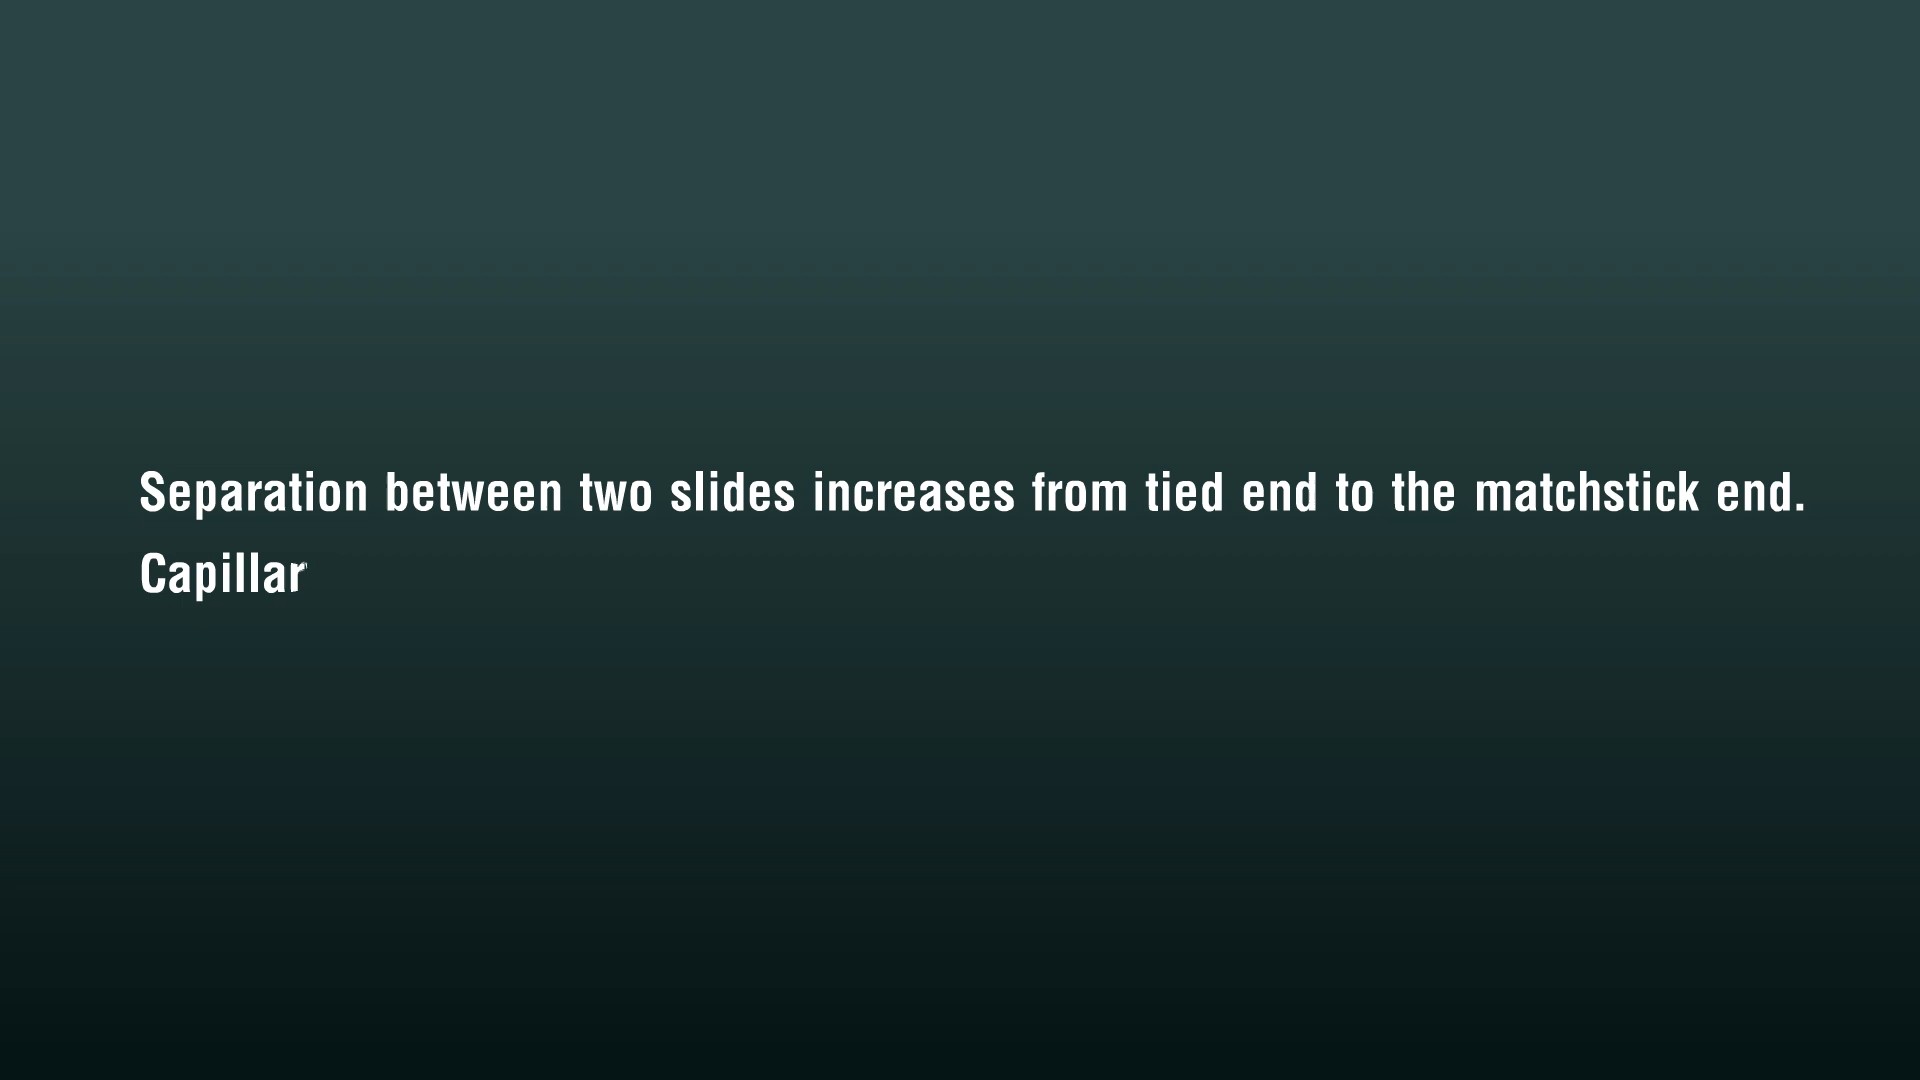 Separation between two slides increases from tied end to the matchstick end.
Capillar